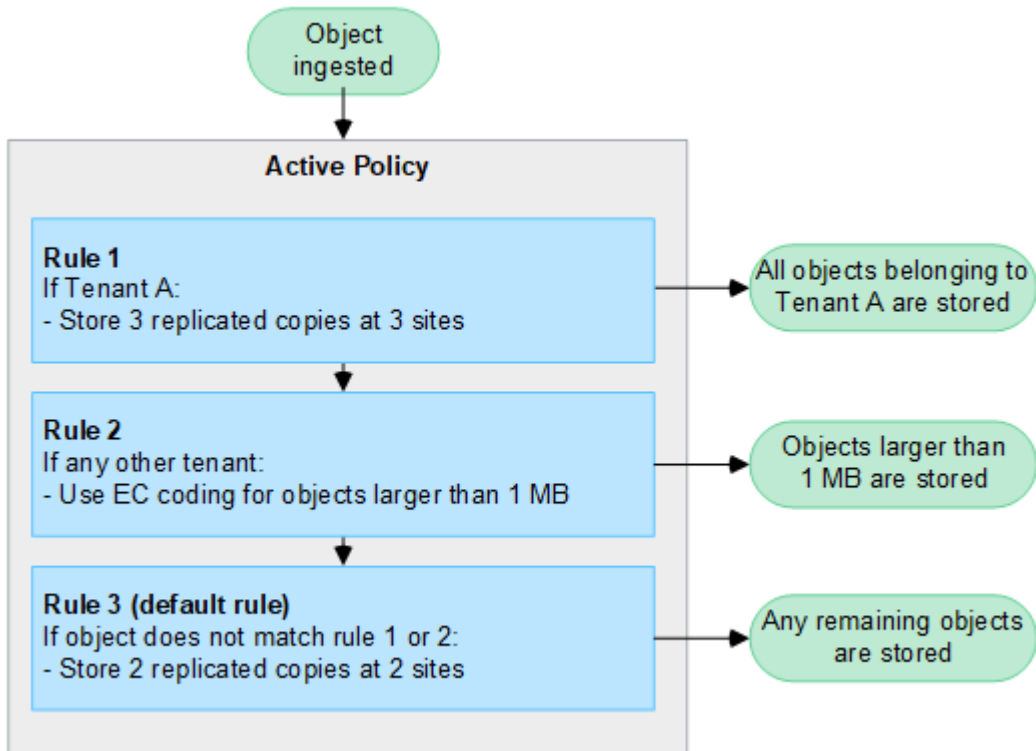 Object
ingested
Active Policy
Rule 1
If Tenant A:
- Store 3 replicated copies at 3 sites
All objects belonging to
Tenant A are stored
Rule 2
If any other tenant:
- Use EC coding for objects larger than 1 MB
Objects larger than
1 MB are stored
Rule 3 (default rule)
If object does not match rule 1 or 2:
- Store 2 replicated copies at 2 sites
Any remaining objects
are stored